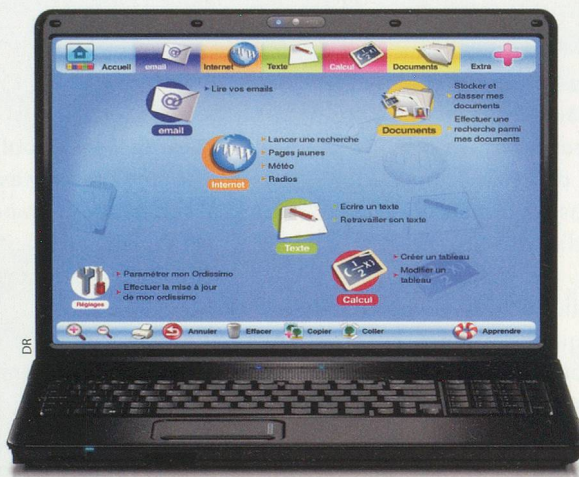 Accueil
email
Internet
Texte
Calcul
Documents
Extra
@
Lire vos emails
email
Stocker et
classer mes
documents
Effectuer une
recherche parmi
mes documents
Documents
www
Lancer une recherche
Pages jaunes
Météo
Radios
Internet
Ecrire un texte
Retravailler son texte
Texte
Créer un tableau
Modifier un
tableau
Calcul
Paramétrer mon Ordissimo
Effectuer la mise à jour
de mon ordissimo
Réglages
Annuler
Effacer
Copier
Coller
Apprendre
DR